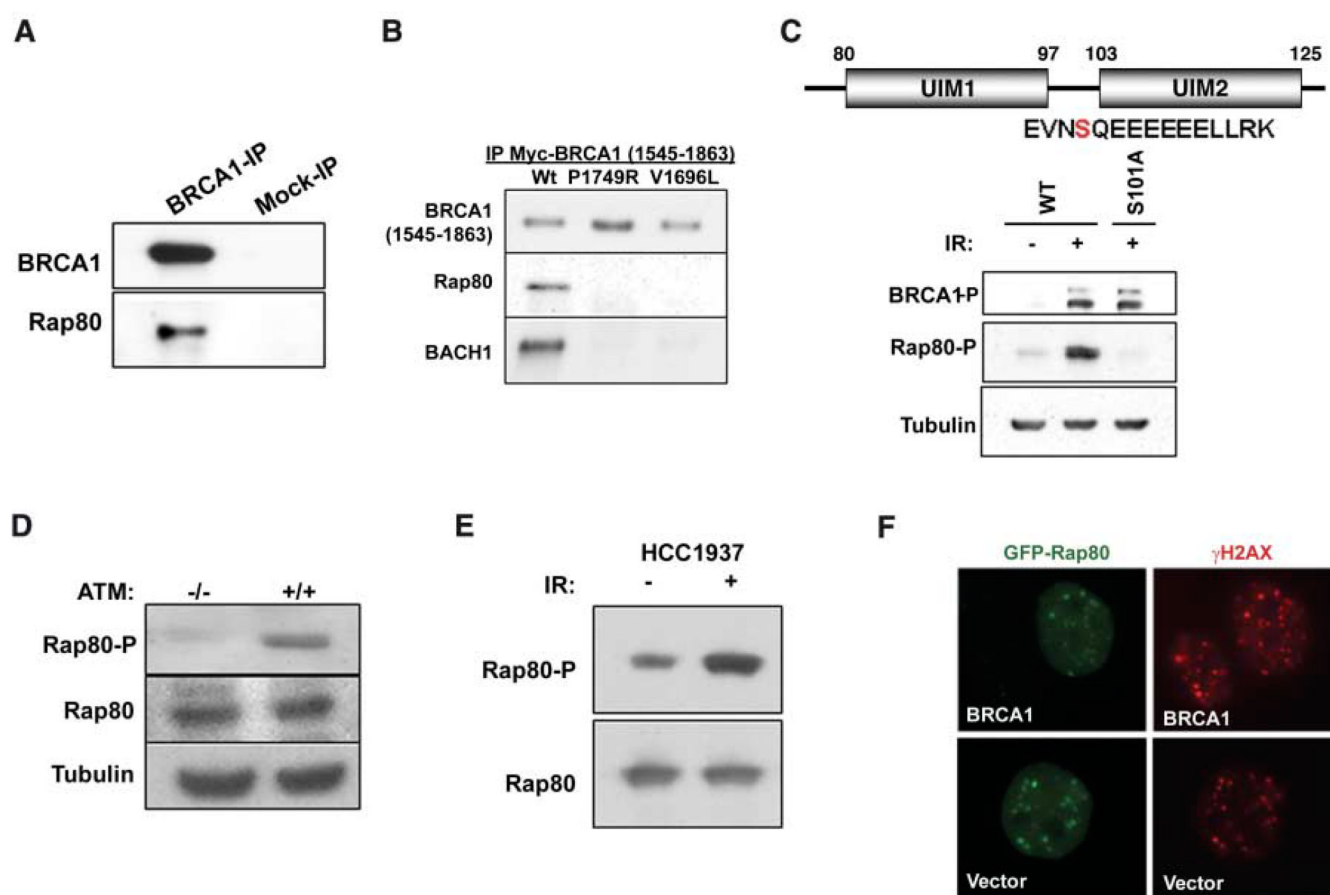 A
BRCA1-IP
Mock-IP
BRCA1
Rap80
B
IP Myc-BRCA1 (1545-1863)
Wt P1749R V1696L
BRCA1
(1545-1863)
Rap80
BACH1
C
80 97 103 125
UIM1 UIM2
EVNSQEEEEEELLRK
WT S101A
IR: - + +
BRCA1-P
Rap80-P
Tubulin
D
ATM: -/- +/+
Rap80-P
Rap80
Tubulin
E
HCC1937
IR: - +
Rap80-P
Rap80
F
GFP-Rap80 γH2AX
BRCA1 BRCA1
Vector Vector